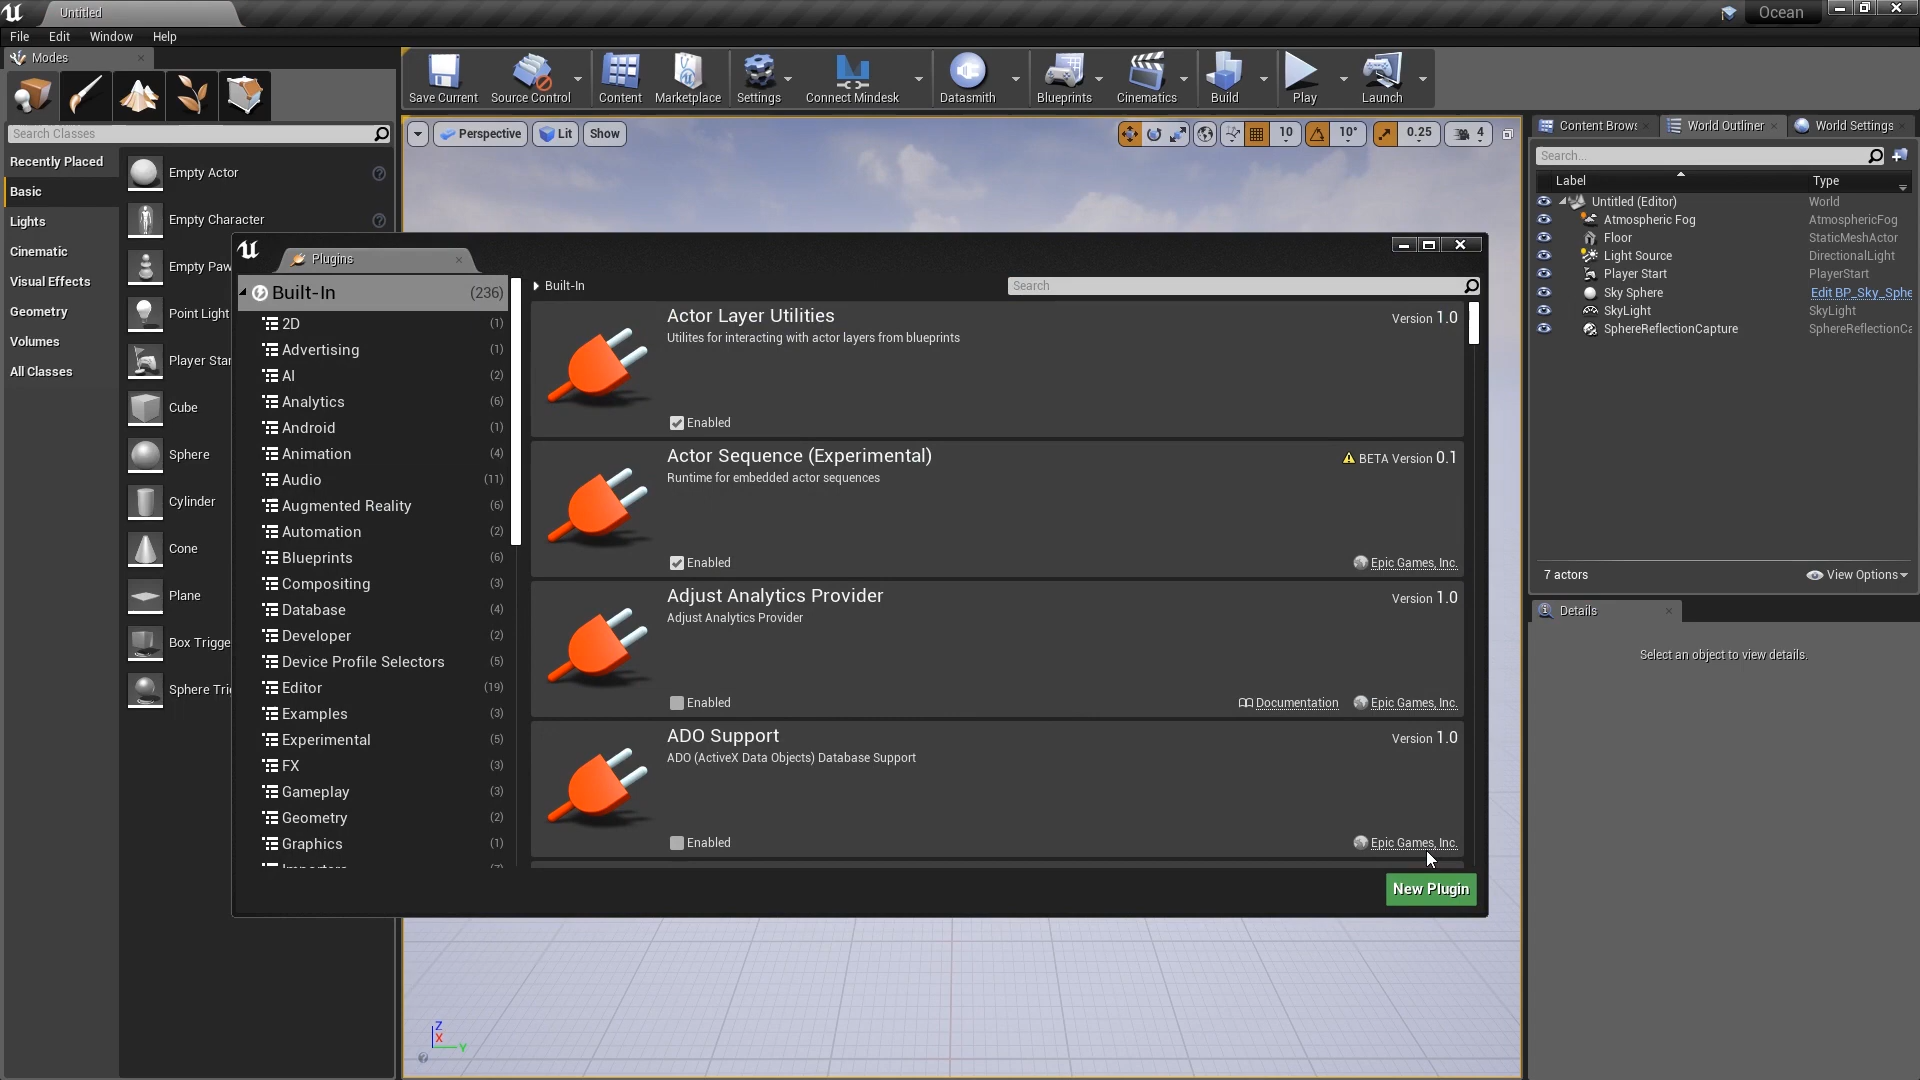 Untitled
Ocean
File Edit Window Help
Modes
Save Current
Source Control
Content
Marketplace
Settings
Connect Mindesk
Datasmith
Blueprints
Cinematics
Build
Play
Launch
Search Classes
Recently Placed
Basic
Lights
Cinematic
Visual Effects
Geometry
Volumes
All Classes
Empty Actor
Empty Character
Empty Paw
Point Light
Player Star
Cube
Sphere
Cylinder
Cone
Plane
Box Trigge
Sphere Tri
Perspective
Lit
Show
10
10°
0.25
4
Content Brows
World Outliner
World Settings
Search...
Label Type
Untitled (Editor) World
Atmospheric Fog AtmosphericFog
Floor StaticMeshActor
Light Source DirectionalLight
Player Start PlayerStart
Sky Sphere Edit BP_Sky_Sphe
SkyLight SkyLight
SphereReflectionCapture SphereReflectionCa
7 actors
View Options
Details
Select an object to view details.
Plugins
Built-In (236)
2D (1)
Advertising (1)
AI (2)
Analytics (6)
Android (1)
Animation (4)
Audio (11)
Augmented Reality (6)
Automation (2)
Blueprints (6)
Compositing (3)
Database (4)
Developer (2)
Device Profile Selectors (5)
Editor (19)
Examples (3)
Experimental (5)
FX (3)
Gameplay (3)
Geometry (2)
Graphics (1)
Built-In
Search
Actor Layer Utilities
Version 1.0
Utilites for interacting with actor layers from blueprints
Enabled
Actor Sequence (Experimental)
BETA Version 0.1
Runtime for embedded actor sequences
Enabled
Epic Games, Inc.
Adjust Analytics Provider
Version 1.0
Adjust Analytics Provider
Enabled
Documentation
Epic Games, Inc.
ADO Support
Version 1.0
ADO (ActiveX Data Objects) Database Support
Enabled
Epic Games, Inc.
New Plugin
Z
X
Y